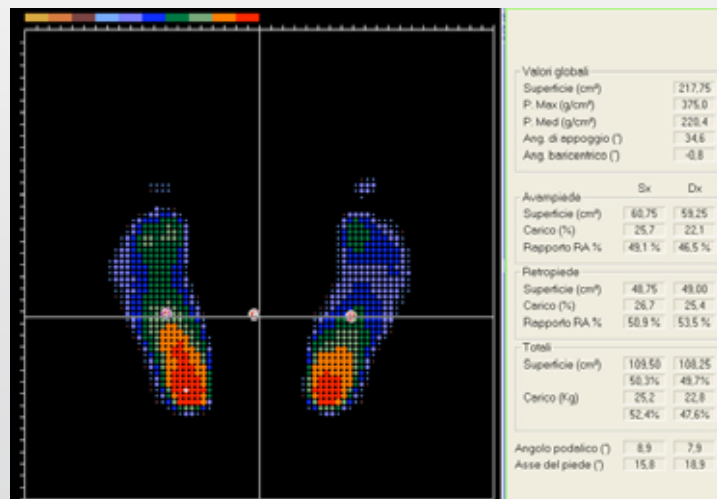 Valori globali
Superficie (cm²) 217,75
P. Max (g/cm²) 375,0
P. Med (g/cm²) 220,4
Ang. di appoggio (°) 34,6
Ang. baricentrico (°) -0,8
Sx Dx
Avampiede
Superficie (cm²) 60,75 59,25
Carico (%) 25,7 22,1
Rapporto RA % 49,1 % 46,5 %
Retropiede
Superficie (cm²) 48,75 49,00
Carico (%) 26,7 25,4
Rapporto RA % 50,9 % 53,5 %
Totali
Superficie (cm²) 109,50 108,25
50,3% 49,7%
Carico (Kg) 25,2 22,8
52,4% 47,6%
Angolo podalico (°) 8,9 7,9
Asse del piede (°) 15,8 18,9